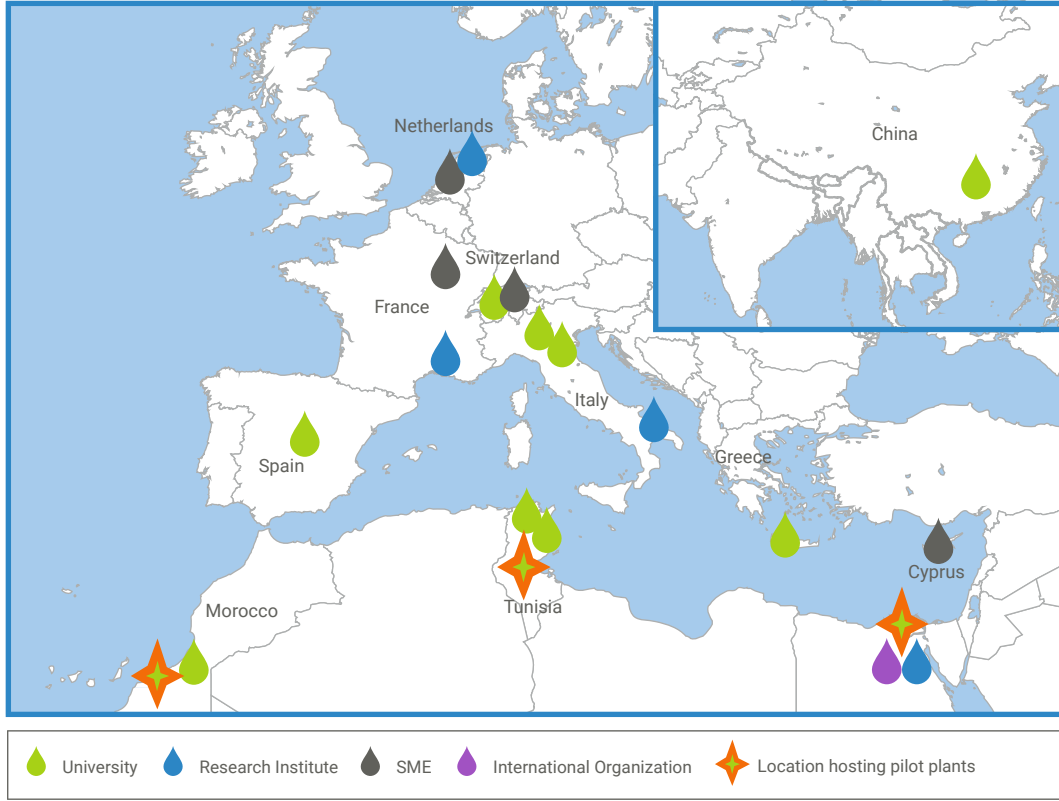 Netherlands
China
Switzerland
France
Italy
Spain
Greece
Cyprus
Tunisia
Morocco
University
Research Institute
SME
International Organization
Location hosting pilot plants